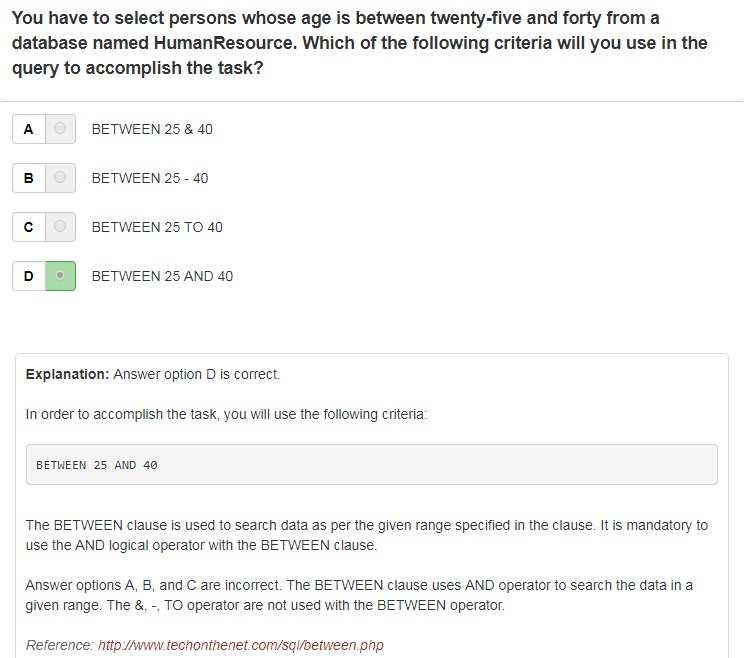 You have to select persons whose age is between twenty-five and forty from a
database named HumanResource. Which of the following criteria will you use in the
query to accomplish the task?
A BETWEEN 25 & 40
B BETWEEN 25 - 40
C BETWEEN 25 TO 40
D BETWEEN 25 AND 40
Explanation: Answer option D is correct.
In order to accomplish the task, you will use the following criteria:
BETWEEN 25 AND 40
The BETWEEN clause is used to search data as per the given range specified in the clause. It is mandatory to
use the AND logical operator with the BETWEEN clause.
Answer options A, B, and C are incorrect. The BETWEEN clause uses AND operator to search the data in a
given range. The &, -, TO operator are not used with the BETWEEN operator.
Reference: http://www.techonthenet.com/sql/between.php